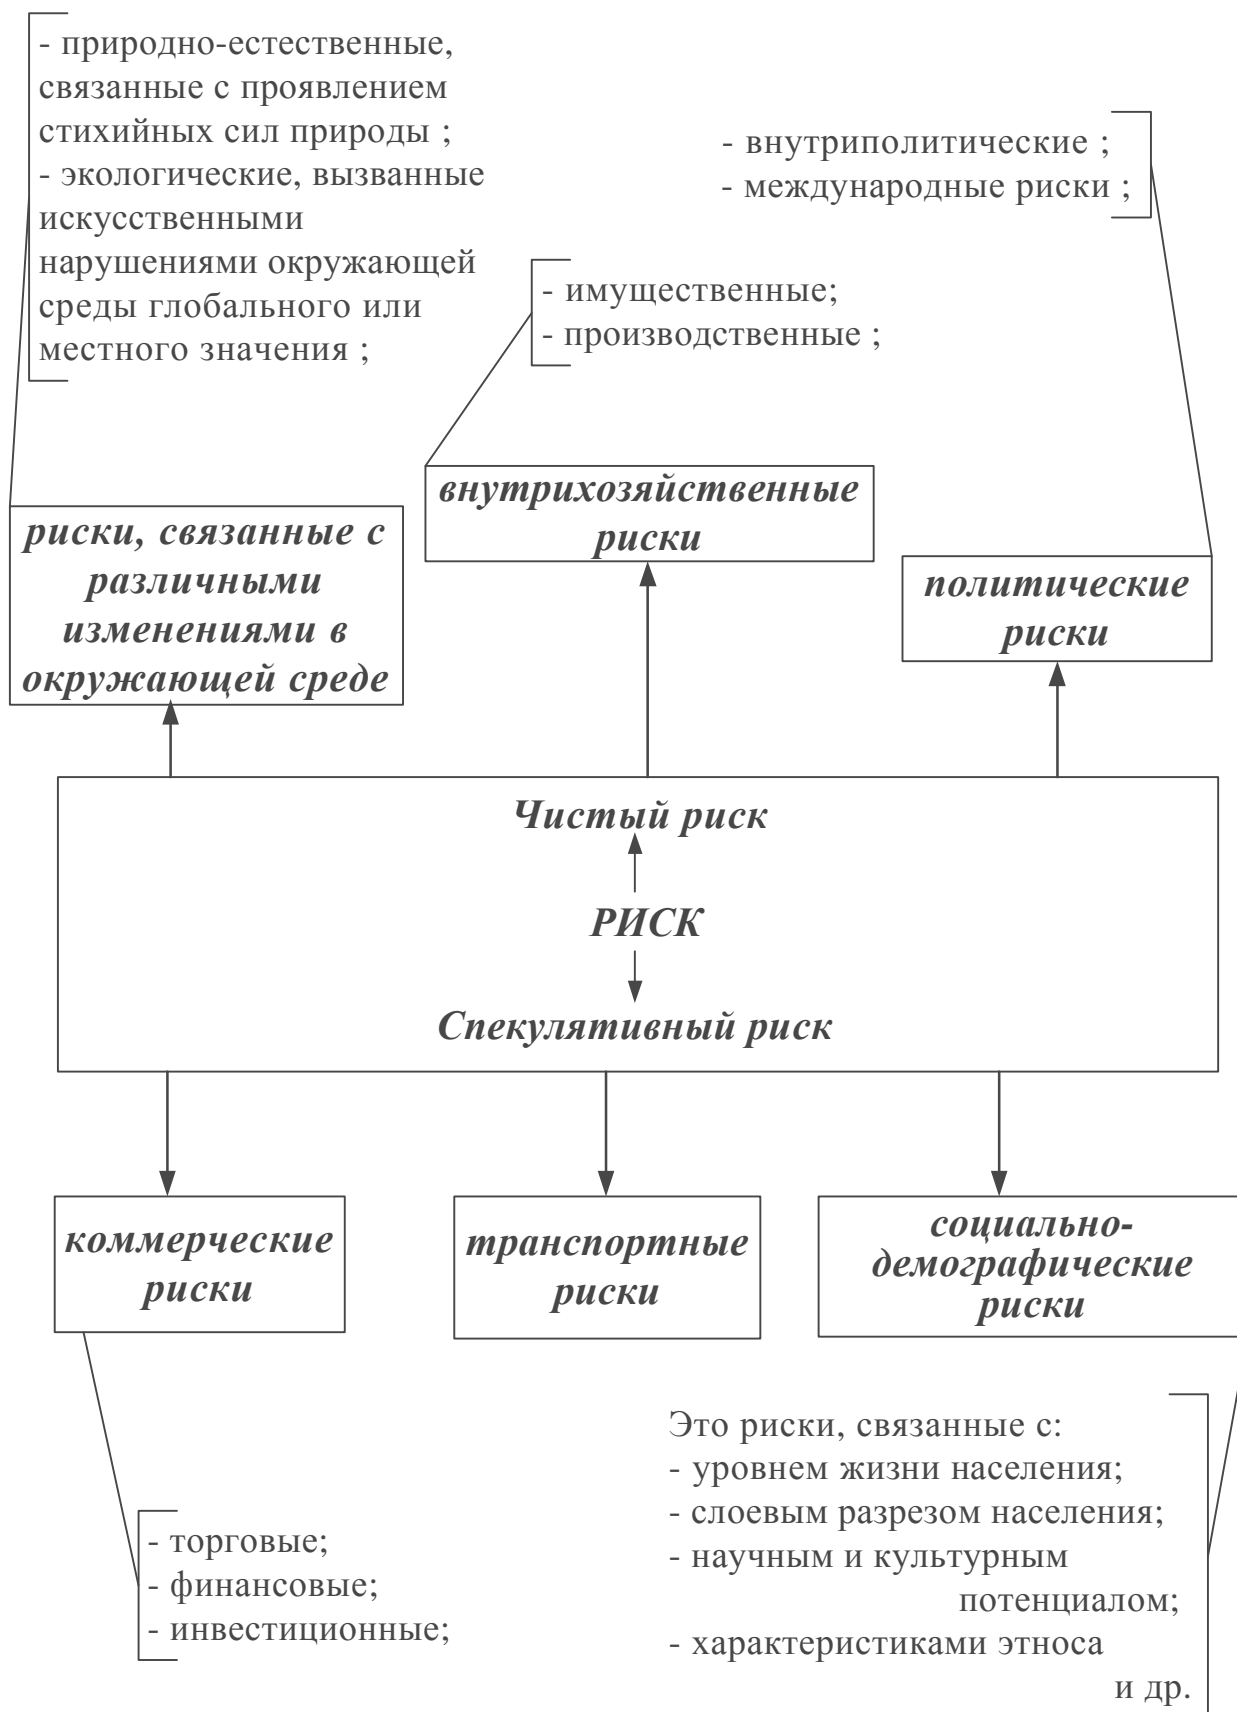 - природно-естественные,
связанные с проявлением
стихийных сил природы ;
- экологические, вызванные
искусственными
нарушениями окружающей
среды глобального или
местного значения ;
- внутриполитические ;
- международные риски ;
- имущественные;
- производственные ;
внутрихозяйственные
риски
риски, связанные с
различными
изменениями в
окружающей среде
политические
риски
Чистый риск
РИСК
Спекулятивный риск
коммерческие
риски
транспортные
риски
социально-
демографические
риски
- торговые;
- финансовые;
- инвестиционные;
Это риски, связанные с:
- уровнем жизни населения;
- слоевым разрезом населения;
- научным и культурным
потенциалом;
- характеристиками этноса
и др.